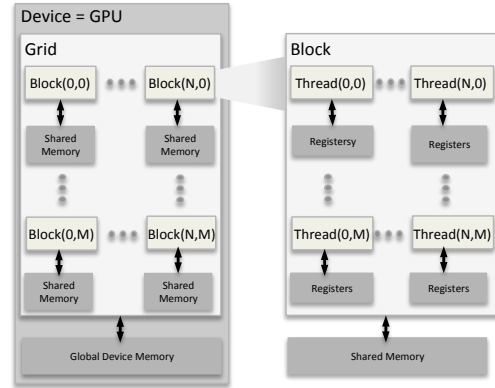 Device = GPU
Grid
Block(0,0)
Block(N,0)
Shared
Memory
Shared
Memory
Block(0,M)
Block(N,M)
Shared
Memory
Shared
Memory
Global Device Memory
Block
Thread(0,0)
Thread(N,0)
Registersy
Registers
Thread(0,M)
Thread(N,M)
Registers
Registers
Shared Memory